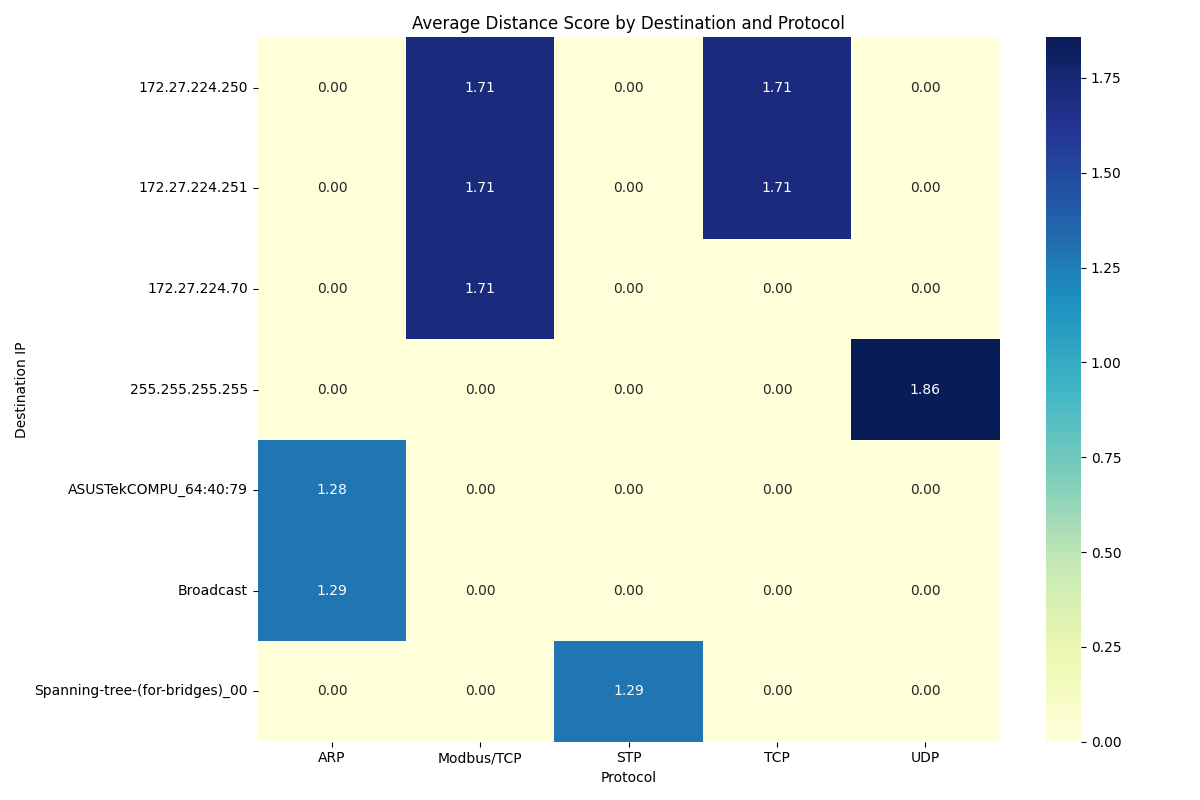 Average Distance Score by Destination and Protocol
172.27.224.250 0.00 1.71 0.00 1.71 0.00
172.27.224.251 0.00 1.71 0.00 1.71 0.00
172.27.224.70 0.00 1.71 0.00 0.00 0.00
255.255.255.255 0.00 0.00 0.00 0.00 1.86
ASUSTekCOMPU_64:40:79 1.28 0.00 0.00 0.00 0.00
Broadcast 1.29 0.00 0.00 0.00 0.00
Spanning-tree-(for-bridges)_00 0.00 0.00 1.29 0.00 0.00
ARP Modbus/TCP STP TCP UDP
Protocol
Destination IP
1.75
1.50
1.25
1.00
0.75
0.50
0.25
0.00